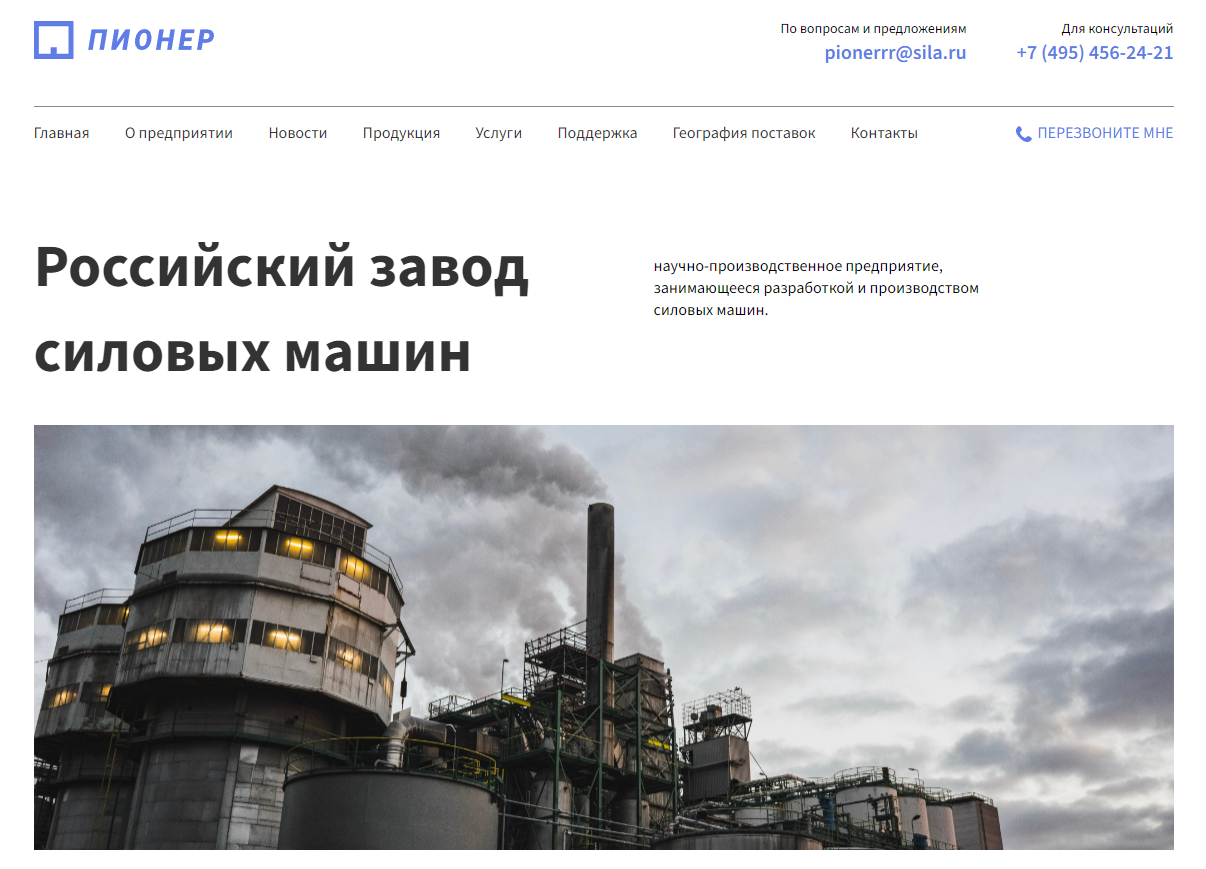 ПИОНЕР
По вопросам и предложениям
pionerrr@sila.ru
Для консультаций
+7 (495) 456-24-21
Главная О предприятии Новости Продукция Услуги Поддержка География поставок Контакты ПЕРЕЗВОНИТЕ МНЕ
Российский завод
силовых машин
научно-производственное предприятие,
занимающееся разработкой и производством
силовых машин.